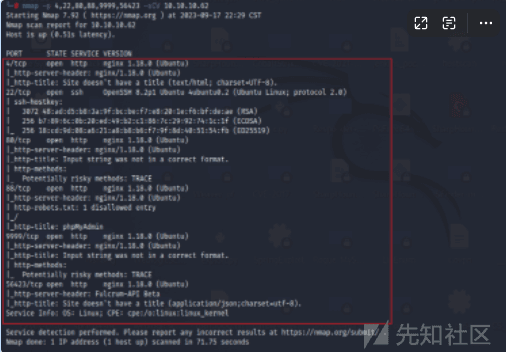 nmap -p 4,22,80,88,9999,56423 -sCV 10.10.10.62
Starting Nmap 7.92 ( https://nmap.org ) at 2023-09-17 22:29 CST
Nmap scan report for 10.10.10.62
Host is up (0.51s latency).
PORT STATE SERVICE VERSION
4/tcp open http nginx 1.18.0 (Ubuntu)
|_http-server-header: nginx/1.18.0 (Ubuntu)
|_http-title: Site doesn't have a title (text/html; charset=UTF-8).
22/tcp open ssh OpenSSH 8.2p1 Ubuntu 4ubuntu0.2 (Ubuntu Linux; protocol 2.0)
| ssh-hostkey:
| 3072 (RSA)
| 256 (ECDSA)
|_ 256 (ED25519)
80/tcp open http nginx 1.18.0 (Ubuntu)
|_http-server-header: nginx/1.18.0 (Ubuntu)
|_http-title: Input string was not in a correct format.
| http-methods:
|_ Potentially risky methods: TRACE
88/tcp open http nginx 1.18.0 (Ubuntu)
|_http-server-header: nginx/1.18.0 (Ubuntu)
| http-robots.txt: 1 disallowed entry
|_/
|_http-title: phpMyAdmin
9999/tcp open http nginx 1.18.0 (Ubuntu)
|_http-server-header: nginx/1.18.0 (Ubuntu)
|_http-title: Input string was not in a correct format.
| http-methods:
|_ Potentially risky methods: TRACE
56423/tcp open http nginx 1.18.0 (Ubuntu)
|_http-server-header: Fulcrum-API Beta
|_http-title: Site doesn't have a title (application/json;charset=utf-8).
Service Info: OS: Linux; CPE: cpe:/o:linux:linux_kernel
Service detection performed. Please report any incorrect results at https://nmap.org/submit/
Nmap done: 1 IP address (1 host up) scanned in 71.75 seconds
先知社区